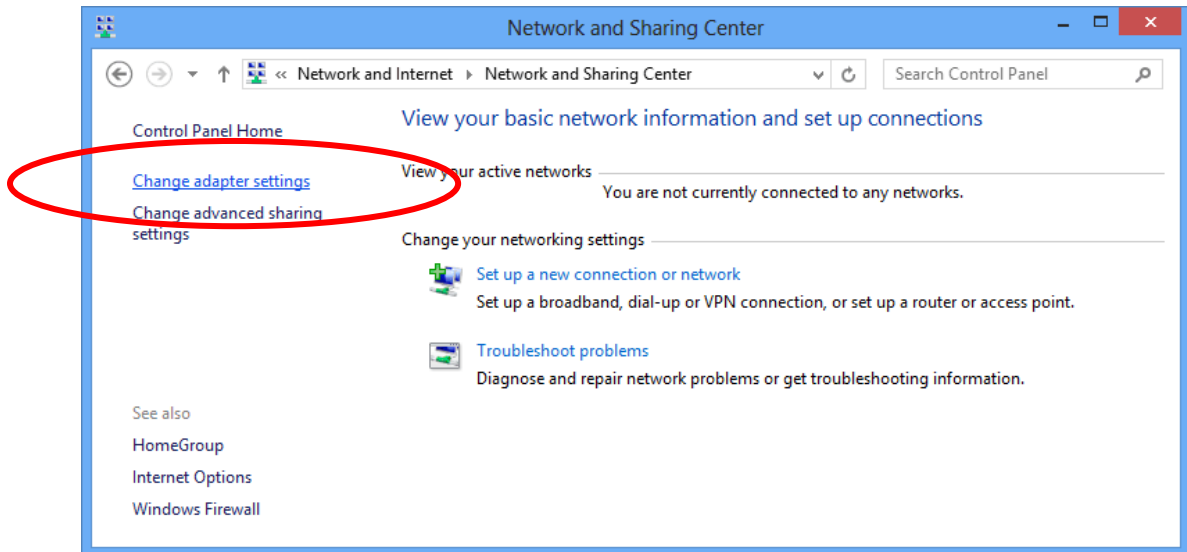 Network and Sharing Center
« Network and Internet ▸ Network and Sharing Center
Search Control Panel
Control Panel Home
Change adapter settings
Change advanced sharing
settings
See also
HomeGroup
Internet Options
Windows Firewall
View your basic network information and set up connections
View your active networks
You are not currently connected to any networks.
Change your networking settings
Set up a new connection or network
Set up a broadband, dial-up or VPN connection, or set up a router or access point.
Troubleshoot problems
Diagnose and repair network problems or get troubleshooting information.